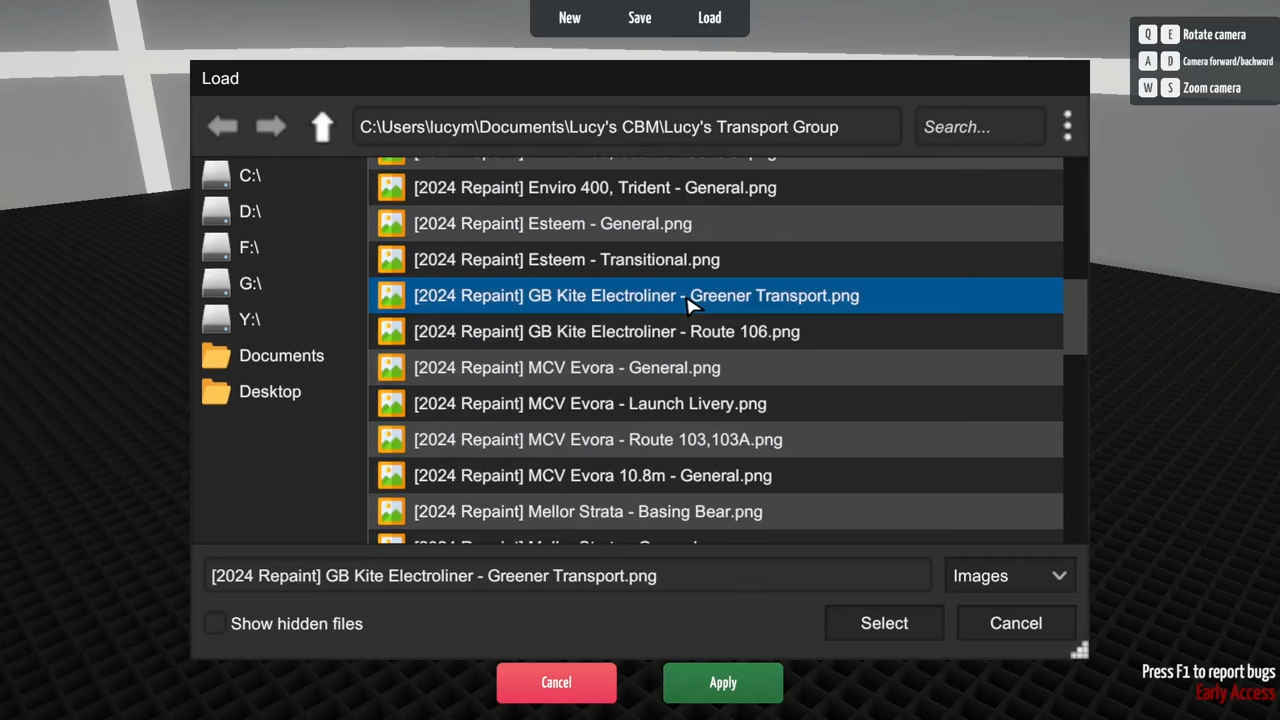 New Save Load
Q E Rotate camera
A D Camera forward/backward
W S Zoom camera
Load
C:\Users\lucym\Documents\Lucy's CBM\Lucy's Transport Group
Search...
C:\
D:\
F:\
G:\
Y:\
Documents
Desktop
[2024 Repaint] Enviro 400, Trident - General.png
[2024 Repaint] Esteem - General.png
[2024 Repaint] Esteem - Transitional.png
[2024 Repaint] GB Kite Electroliner - Greener Transport.png
[2024 Repaint] GB Kite Electroliner - Route 106.png
[2024 Repaint] MCV Evora - General.png
[2024 Repaint] MCV Evora - Launch Livery.png
[2024 Repaint] MCV Evora - Route 103,103A.png
[2024 Repaint] MCV Evora 10.8m - General.png
[2024 Repaint] Mellor Strata - Basing Bear.png
[2024 Repaint] GB Kite Electroliner - Greener Transport.png
Images
Show hidden files
Select
Cancel
Cancel
Apply
Press F1 to report bugs
Early Access